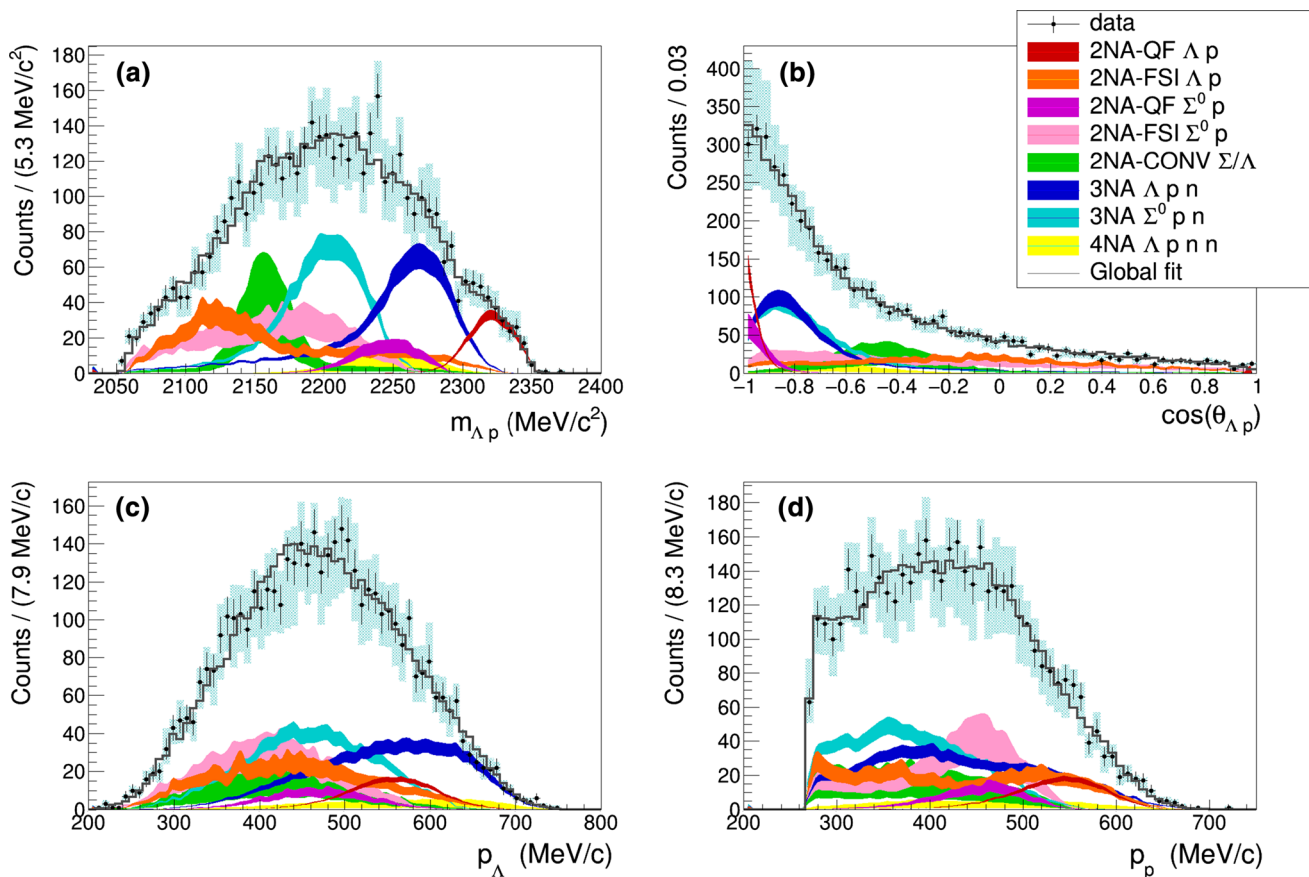 (a)
Counts / (5.3 MeV/c²)
0 20 40 60 80 100 120 140 160 180
2050 2100 2150 2200 2250 2300 2350 2400
m_Λ p (MeV/c²)
(b)
Counts / 0.03
0 50 100 150 200 250 300 350 400
−1 −0.8 −0.6 −0.4 −0.2 0 0.2 0.4 0.6 0.8 1
cos(θ_Λ p)
data
2NA-QF Λ p
2NA-FSI Λ p
2NA-QF Σ⁰ p
2NA-FSI Σ⁰ p
2NA-CONV Σ/Λ
3NA Λ p n
3NA Σ⁰ p n
4NA Λ p n n
Global fit
(c)
Counts / (7.9 MeV/c)
0 20 40 60 80 100 120 140 160
200 300 400 500 600 700 800
p_Λ (MeV/c)
(d)
Counts / (8.3 MeV/c)
0 20 40 60 80 100 120 140 160 180
200 300 400 500 600 700
p_p (MeV/c)